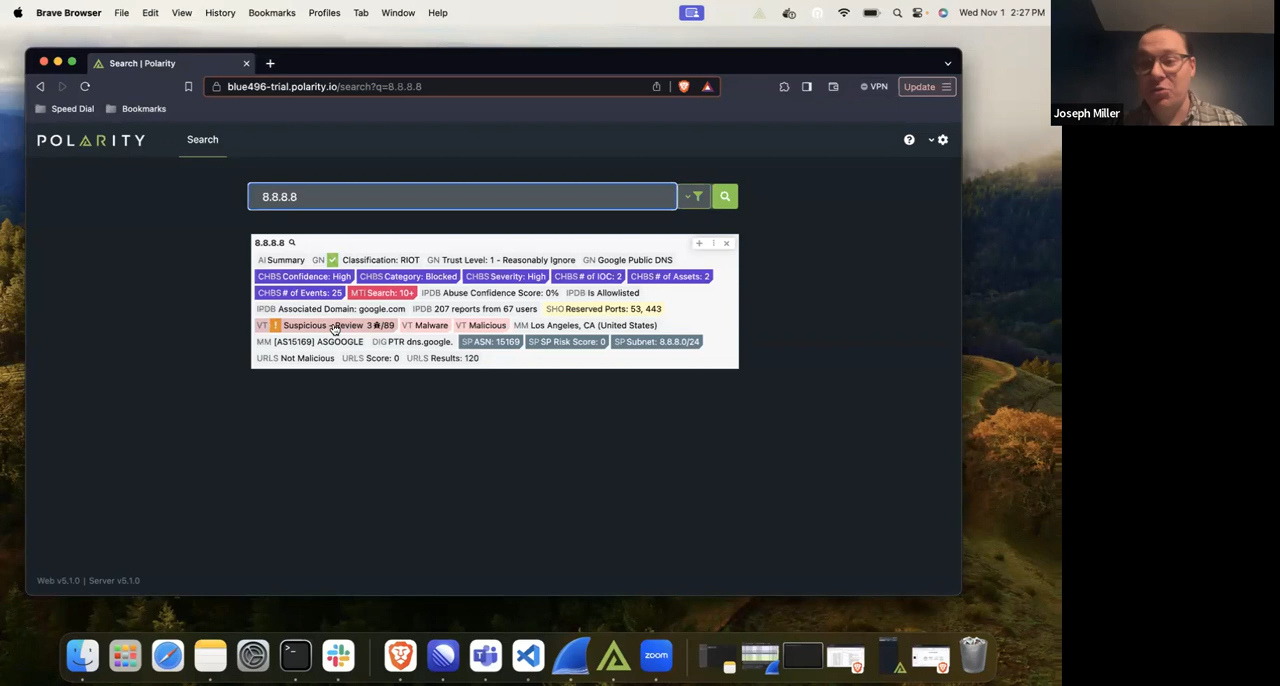 Brave Browser File Edit View History Bookmarks Profiles Tab Window Help Wed Nov 1 2:27 PM
Search | Polarity
blue496-trial.polarity.io/search?q=8.8.8.8 VPN Update
Speed Dial Bookmarks
POLARITY Search
8.8.8.8
8.8.8.8
AI Summary GN Classification: RIOT GN Trust Level: 1 - Reasonably Ignore GN Google Public DNS
CHBS Confidence: High CHBS Category: Blocked CHBS Severity: High CHBS # of IOC: 2 CHBS # of Assets: 2
CHBS # of Events: 25 MTI Search: 10+ IPDB Abuse Confidence Score: 0% IPDB Is Allowlisted
IPDB Associated Domain: google.com IPDB 207 reports from 67 users SHO Reserved Ports: 53, 443
VT ! Suspicious - Review 3 /89 VT Malware VT Malicious MM Los Angeles, CA (United States)
MM [AS15169] ASGOOGLE DIG PTR dns.google. SP ASN: 15169 SP SP Risk Score: 0 SP Subnet: 8.8.8.0/24
URLS Not Malicious URLS Score: 0 URLS Results: 120
Web v5.1.0 | Server v5.1.0
zoom
Joseph Miller